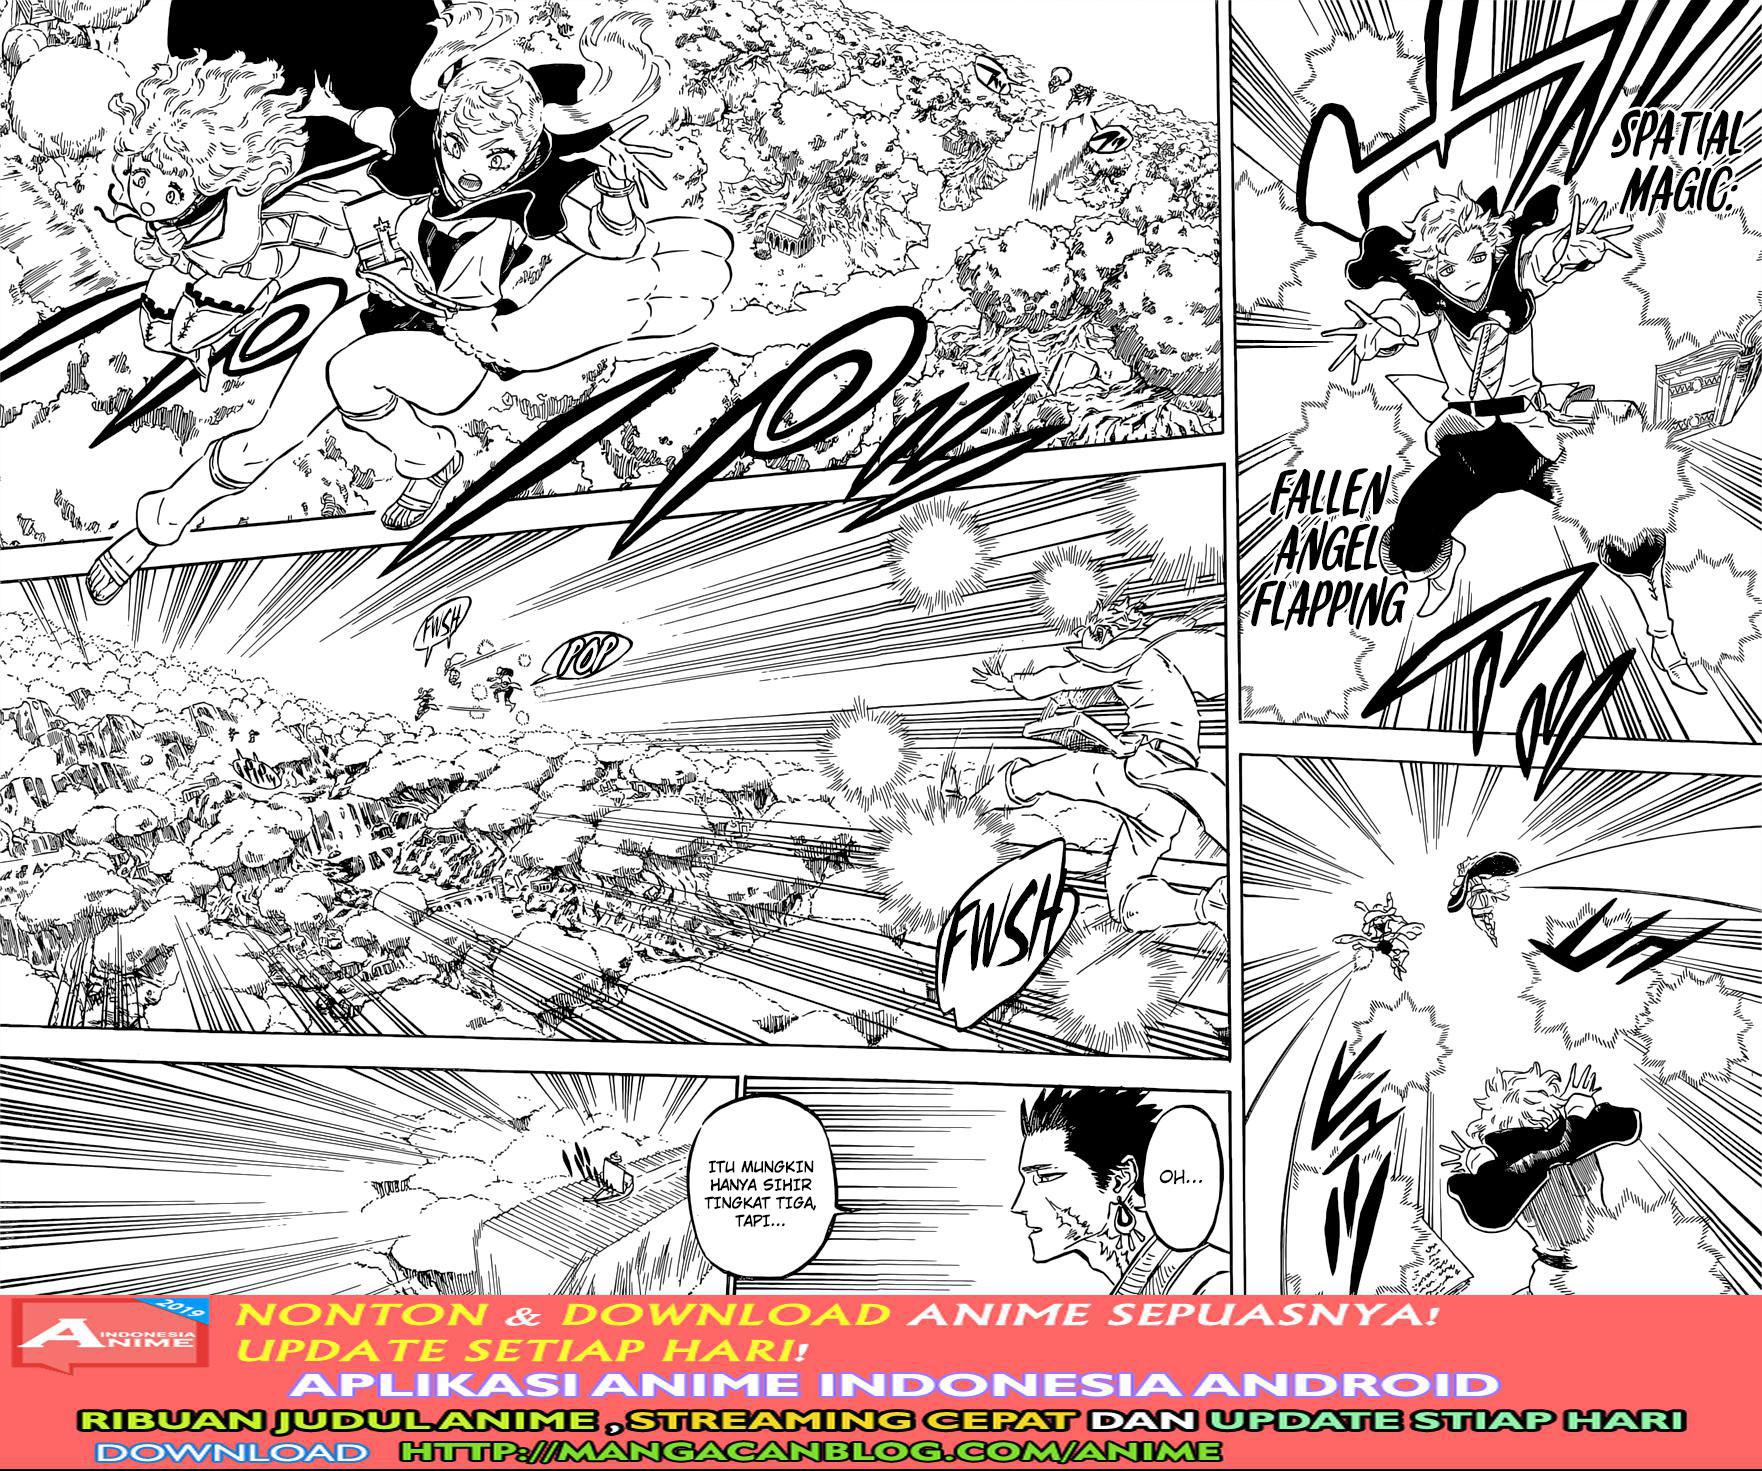 SPATIAL
MAGIC:
FALLEN
ANGEL
FLAPPING
FWSH
POP
FWSH
OH...
ITU MUNGKIN
HANYA SIHIR
TINGKAT TIGA,
TAPI...
2019
INDONESIA
ANIME
NONTON & DOWNLOAD ANIME SEPUASNYA!
UPDATE SETIAP HARI!
APLIKASI ANIME INDONESIA ANDROID
RIBUAN JUDUL ANIME , STREAMING CEPAT DAN UPDATE STIAP HARI
DOWNLOAD HTTP://MANGACANBLOG.COM/ANIME